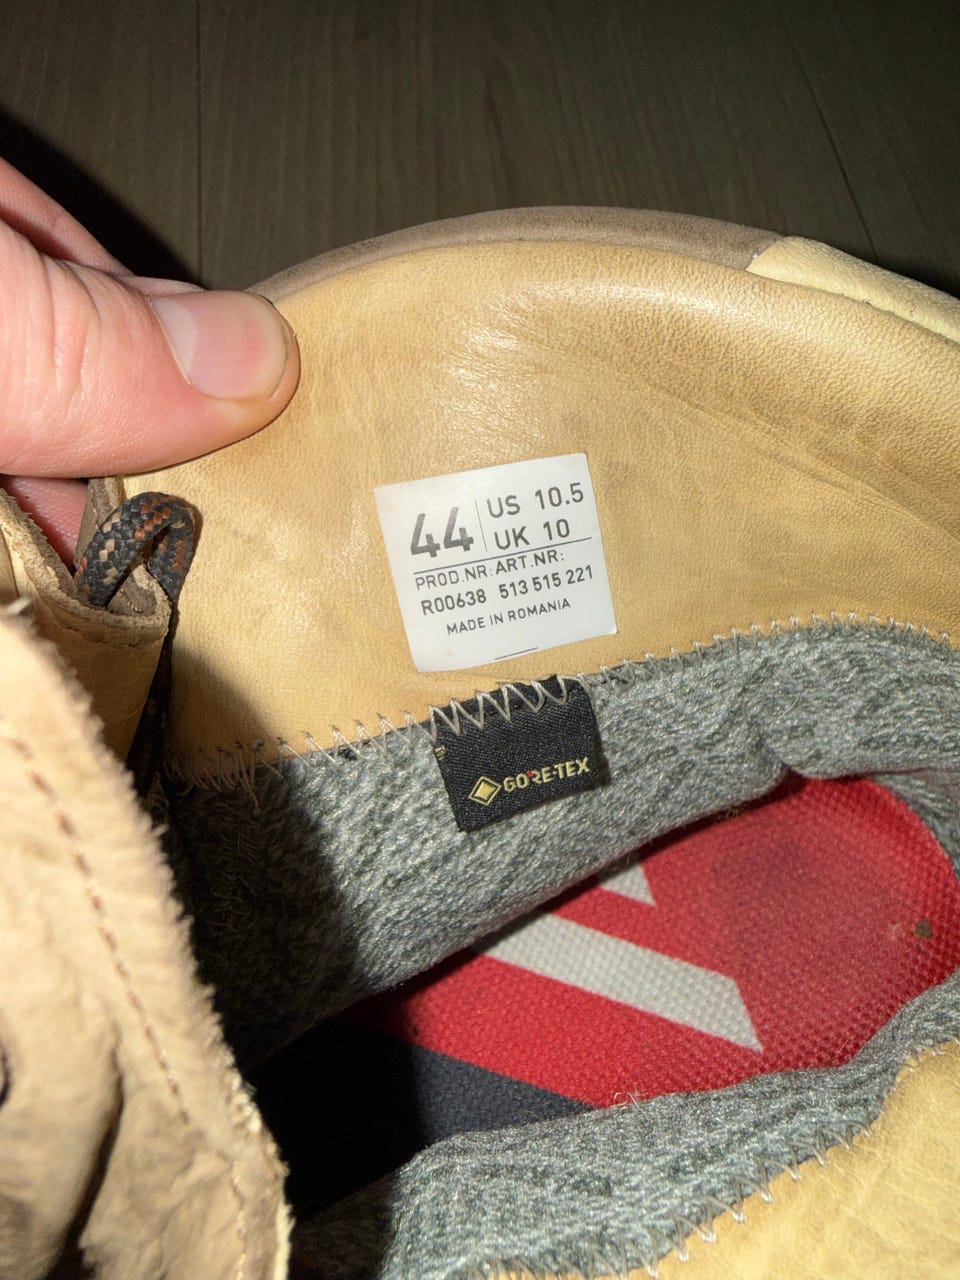 44
US 10.5
UK 10
PROD.NR: ART.NR:
R00638 513 515 221
MADE IN ROMANIA
GORE-TEX